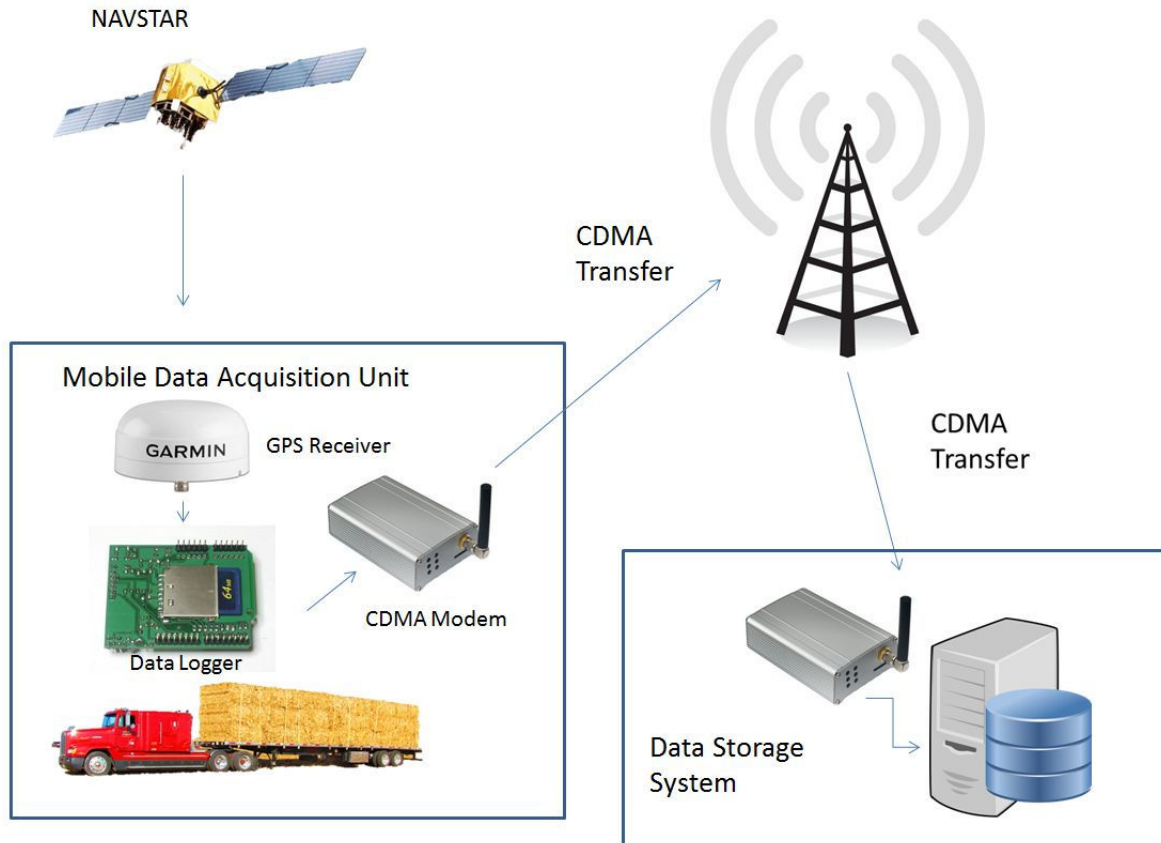 NAVSTAR
CDMA
Transfer
Mobile Data Acquisition Unit
GARMIN
GPS Receiver
64MB
Data Logger
CDMA Modem
CDMA
Transfer
Data Storage
System